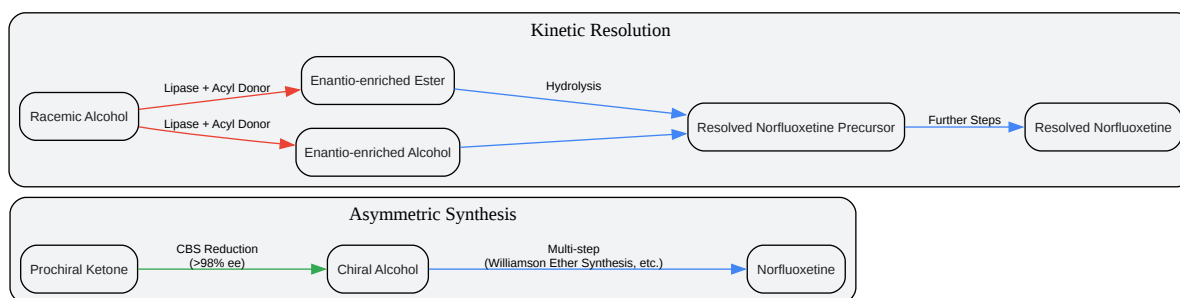 Kinetic Resolution
Racemic Alcohol
Lipase + Acyl Donor
Lipase + Acyl Donor
Enantio-enriched Ester
Enantio-enriched Alcohol
Hydrolysis
Resolved Norfluoxetine Precursor
Further Steps
Resolved Norfluoxetine
Asymmetric Synthesis
Prochiral Ketone
CBS Reduction
(>98% ee)
Chiral Alcohol
Multi-step
(Williamson Ether Synthesis, etc.)
Norfluoxetine